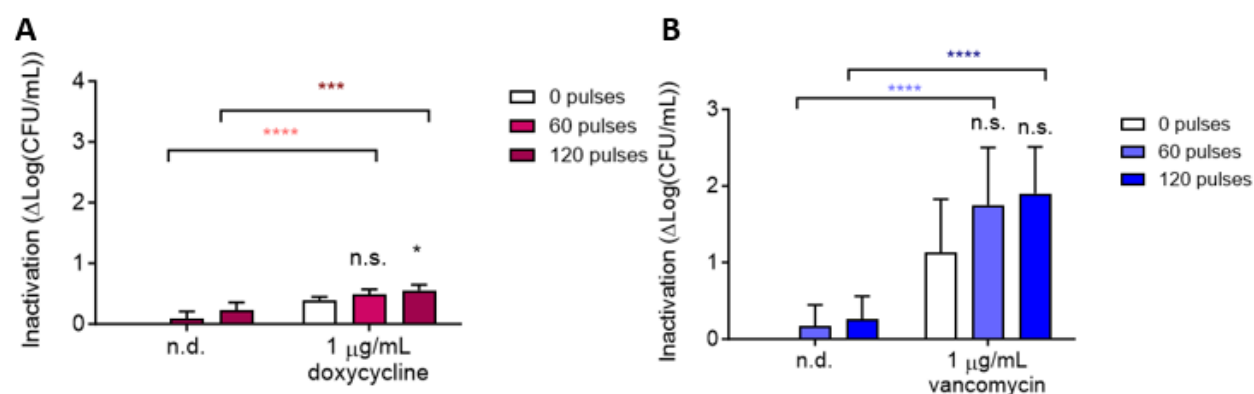 A
Inactivation (ΔLog(CFU/mL))
4
3
2
1
0
***
****
n.s.
*
n.d.
1 μg/mL
doxycycline
0 pulses
60 pulses
120 pulses
B
Inactivation (ΔLog(CFU/mL))
3
2
1
0
****
****
n.s.
n.s.
n.d.
1 μg/mL
vancomycin
0 pulses
60 pulses
120 pulses